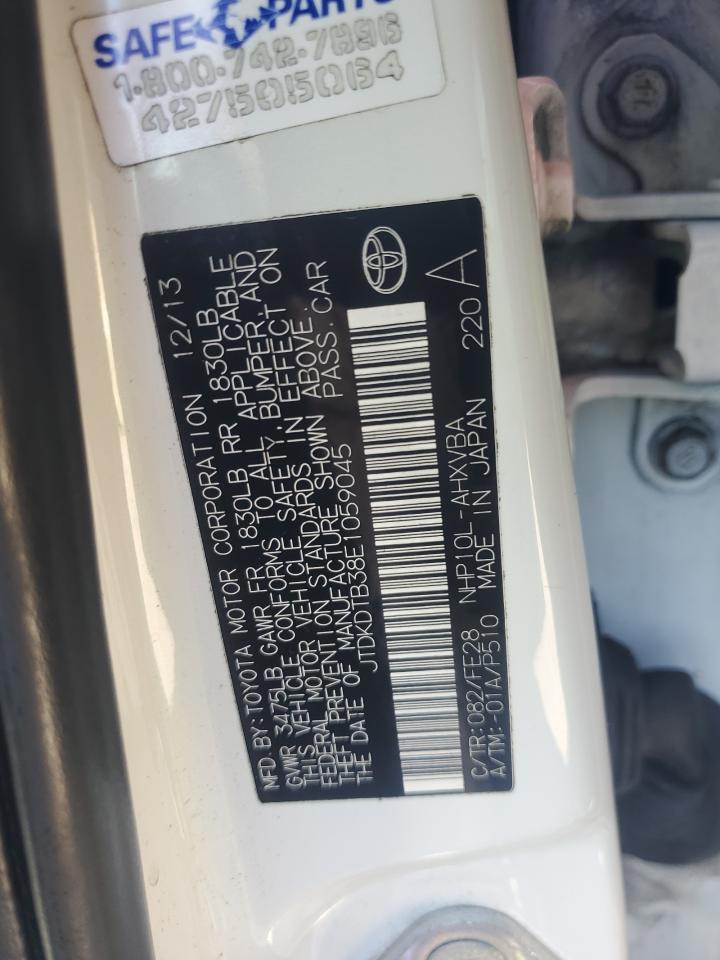 SAFE PARTS
1-800-742-7896
4275050​64
MFD. BY: TOYOTA MOTOR CORPORATION 12/13
GVWR 3475LB GAWR FR 1830LB RR 1830LB
THIS VEHICLE CONFORMS TO ALL APPLICABLE
FEDERAL MOTOR VEHICLE SAFETY, BUMPER, AND
THEFT PREVENTION STANDARDS IN EFFECT ON
THE DATE OF MANUFACTURE SHOWN ABOVE.
JTDKDTB38E1059045 PASS. CAR
C/TR: 082/FE28 NHP10L-AHXVBA 220 A
A/TM: -01A/P510 MADE IN JAPAN